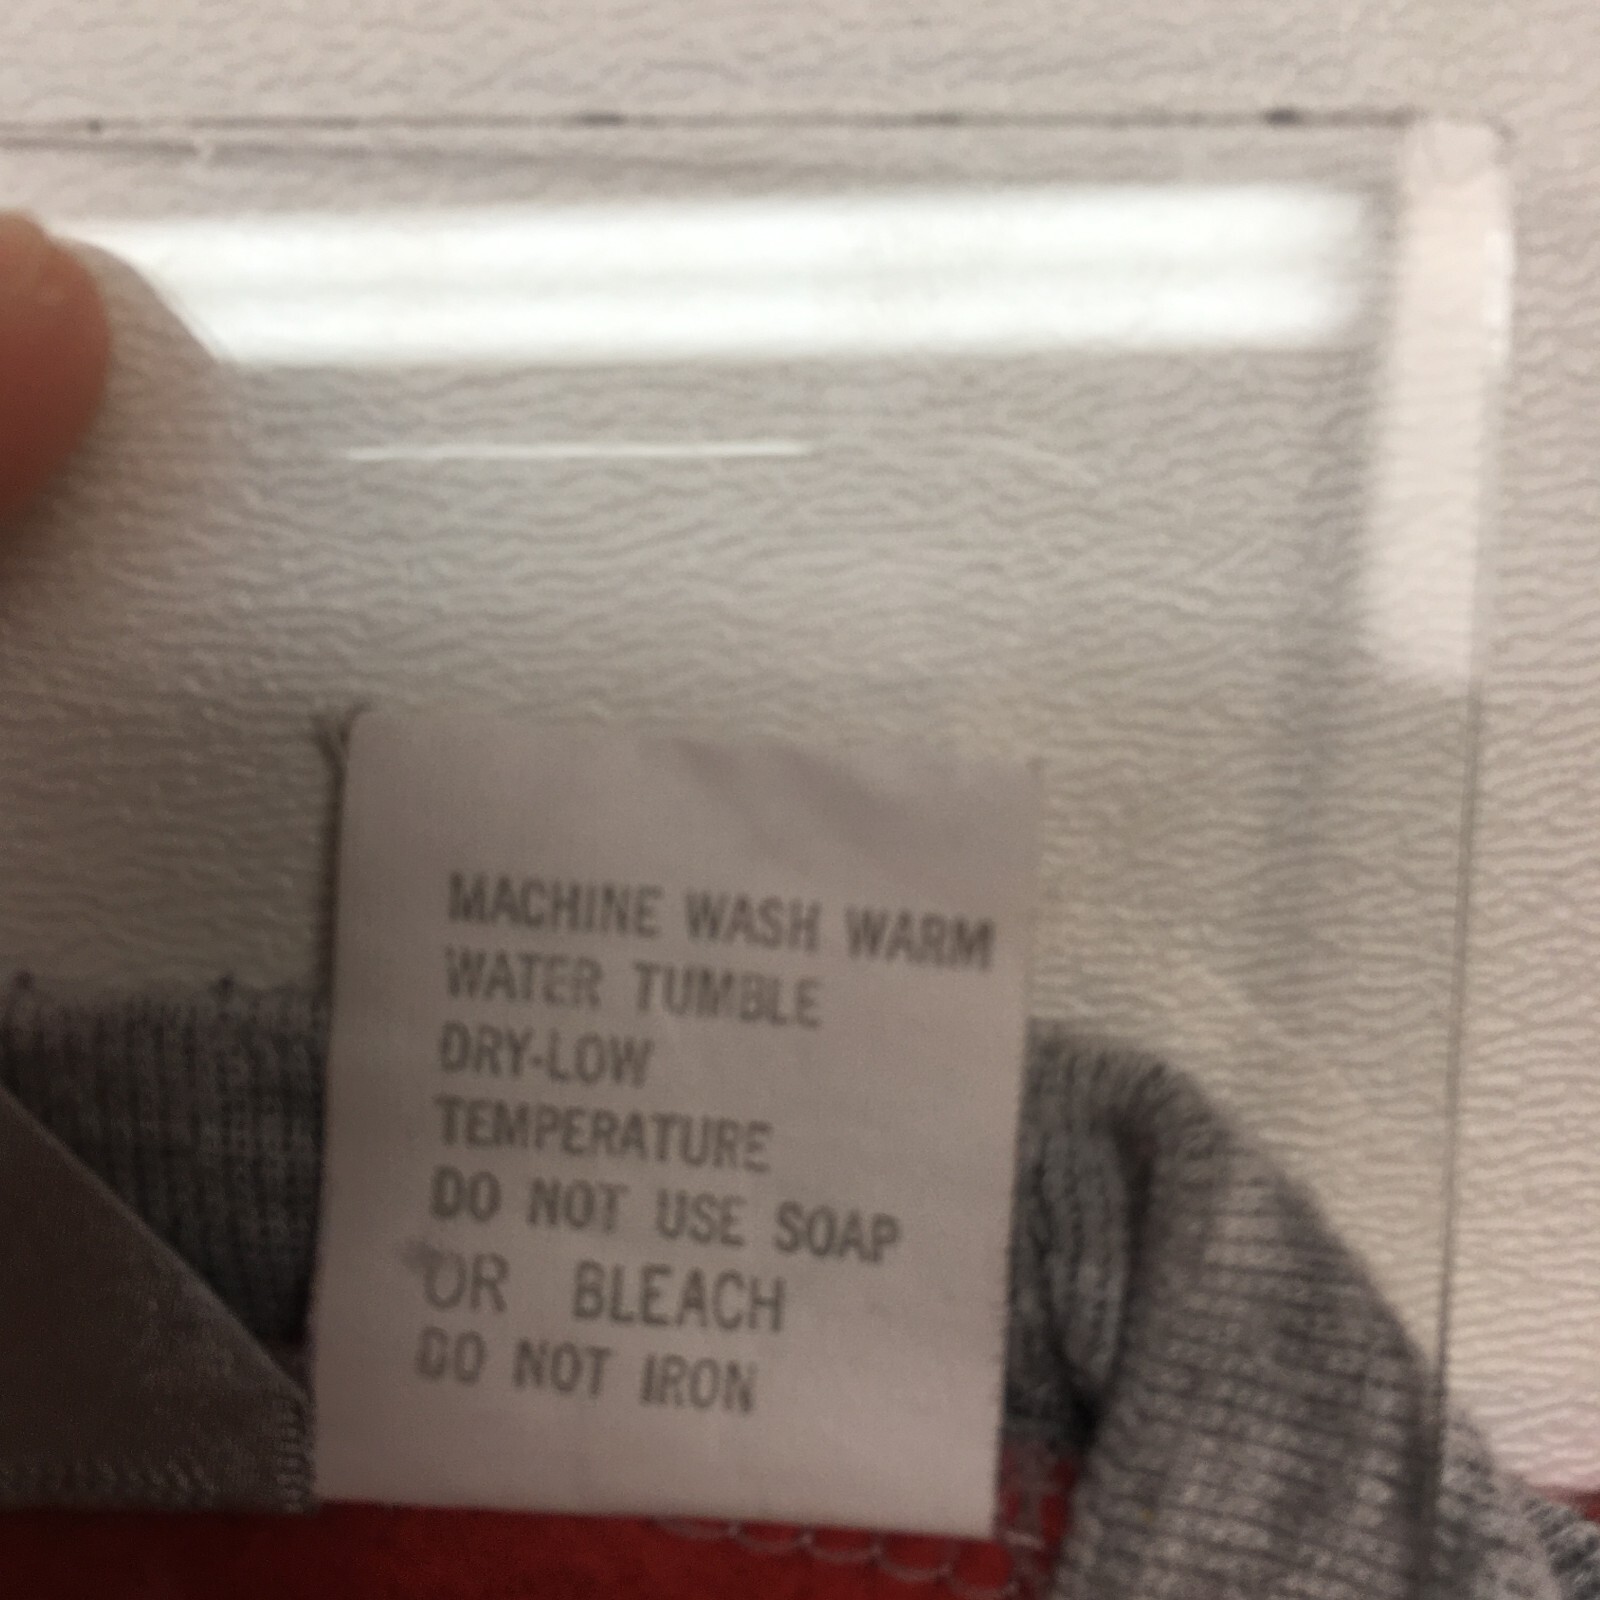 MACHINE WASH WARM
WATER TUMBLE
DRY-LOW
TEMPERATURE
DO NOT USE SOAP
OR BLEACH
DO NOT IRON